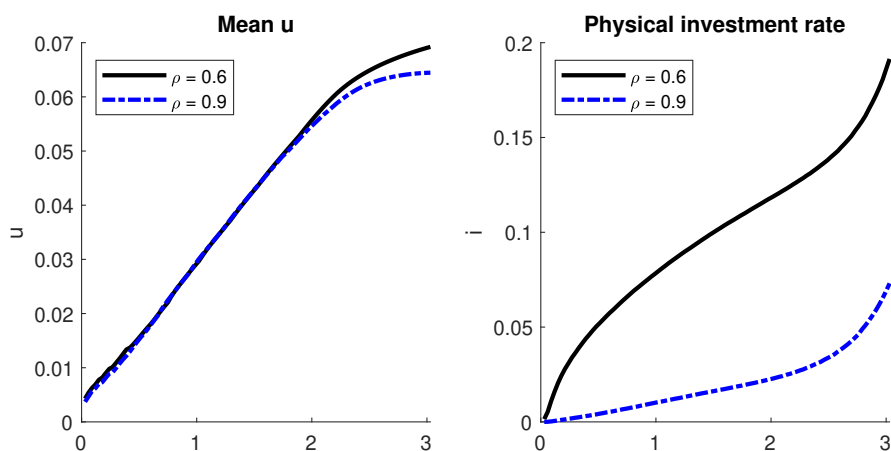 Mean u
0.07
0.06
0.05
0.04
0.03
0.02
0.01
0
u
ρ = 0.6
ρ = 0.9
0
1
2
3
Physical investment rate
0.2
0.15
0.1
0.05
0
i
ρ = 0.6
ρ = 0.9
0
1
2
3